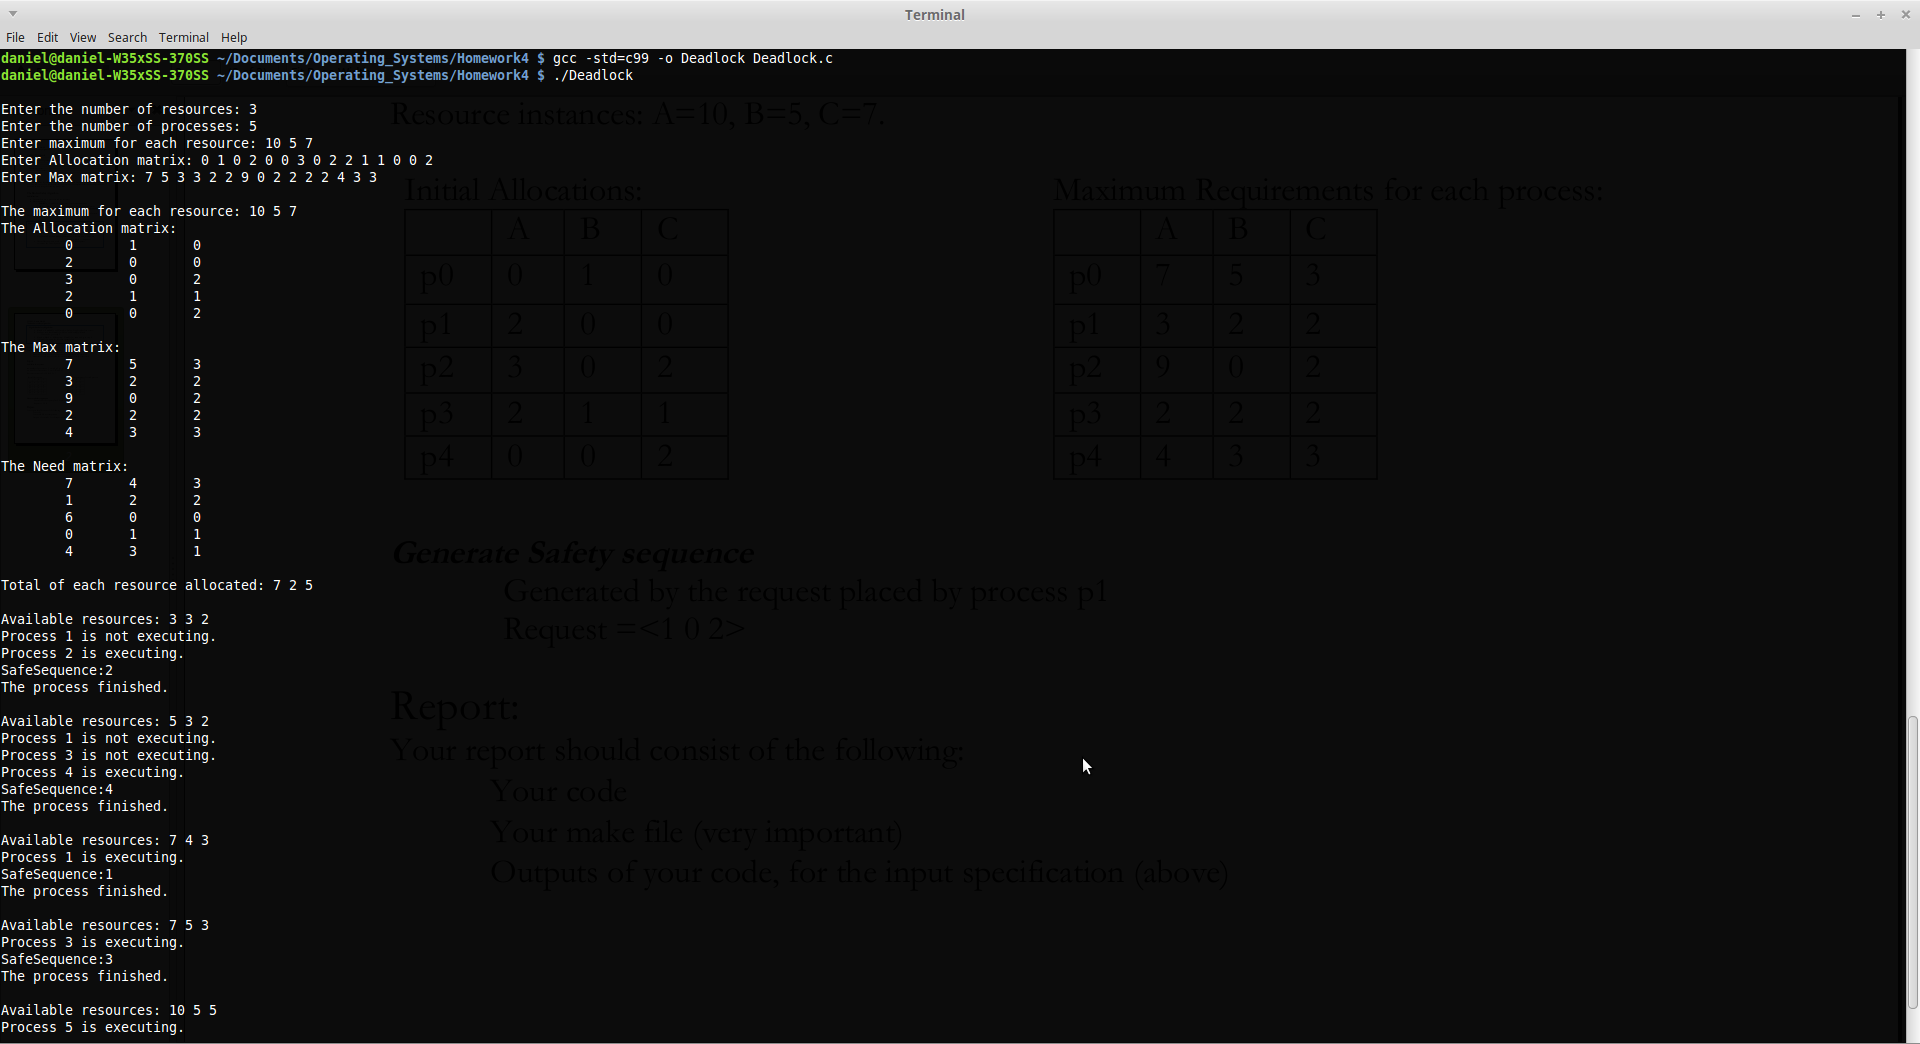 Terminal
File Edit View Search Terminal Help
daniel@daniel-W35xSS-370SS ~/Documents/Operating_Systems/Homework4 $ gcc -std=c99 -o Deadlock Deadlock.c
daniel@daniel-W35xSS-370SS ~/Documents/Operating_Systems/Homework4 $ ./Deadlock
Enter the number of resources: 3
Enter the number of processes: 5
Enter maximum for each resource: 10 5 7
Enter Allocation matrix: 0 1 0 2 0 0 3 0 2 2 1 1 0 0 2
Enter Max matrix: 7 5 3 3 2 2 9 0 2 2 2 2 4 3 3
The maximum for each resource: 10 5 7
The Allocation matrix:
0 1 0
2 0 0
3 0 2
2 1 1
0 0 2
The Max matrix:
7 5 3
3 2 2
9 0 2
2 2 2
4 3 3
The Need matrix:
7 4 3
1 2 2
6 0 0
0 1 1
4 3 1
Total of each resource allocated: 7 2 5
Available resources: 3 3 2
Process 1 is not executing.
Process 2 is executing.
SafeSequence:2
The process finished.
Available resources: 5 3 2
Process 1 is not executing.
Process 3 is not executing.
Process 4 is executing.
SafeSequence:4
The process finished.
Available resources: 7 4 3
Process 1 is executing.
SafeSequence:1
The process finished.
Available resources: 7 5 3
Process 3 is executing.
SafeSequence:3
The process finished.
Available resources: 10 5 5
Process 5 is executing.
Resource instances: A=10, B=5, C=7.
Initial Allocations:
A B C
p0 0 1 0
p1 2 0 0
p2 3 0 2
p3 2 1 1
p4 0 0 2
Maximum Requirements for each process:
A B C
p0 7 5 3
p1 3 2 2
p2 9 0 2
p3 2 2 2
p4 4 3 3
Generate Safety sequence
Generated by the request placed by process p1
Request =<1 0 2>
Report:
Your report should consist of the following:
Your code
Your make file (very important)
Outputs of your code, for the input specification (above)